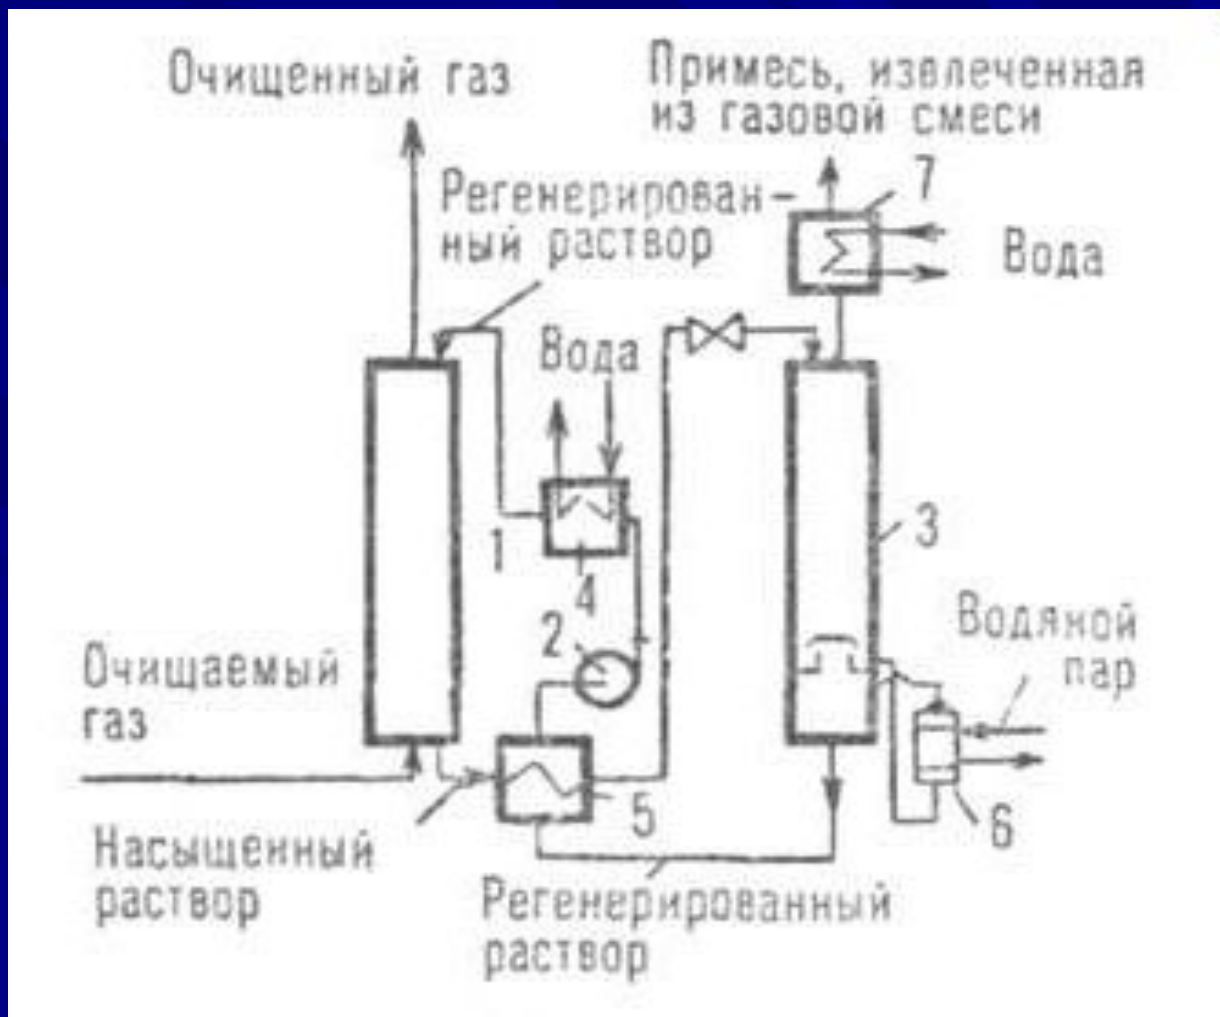 Очищенный газ
Примесь, извлеченная
из газовой смеси
7
Регенерирован-
ный раствор
Вода
Вода
1
4
3
2
Водяной
пар
Очищаемый
газ
5
6
Насыщенный
раствор
Регенерированный
раствор